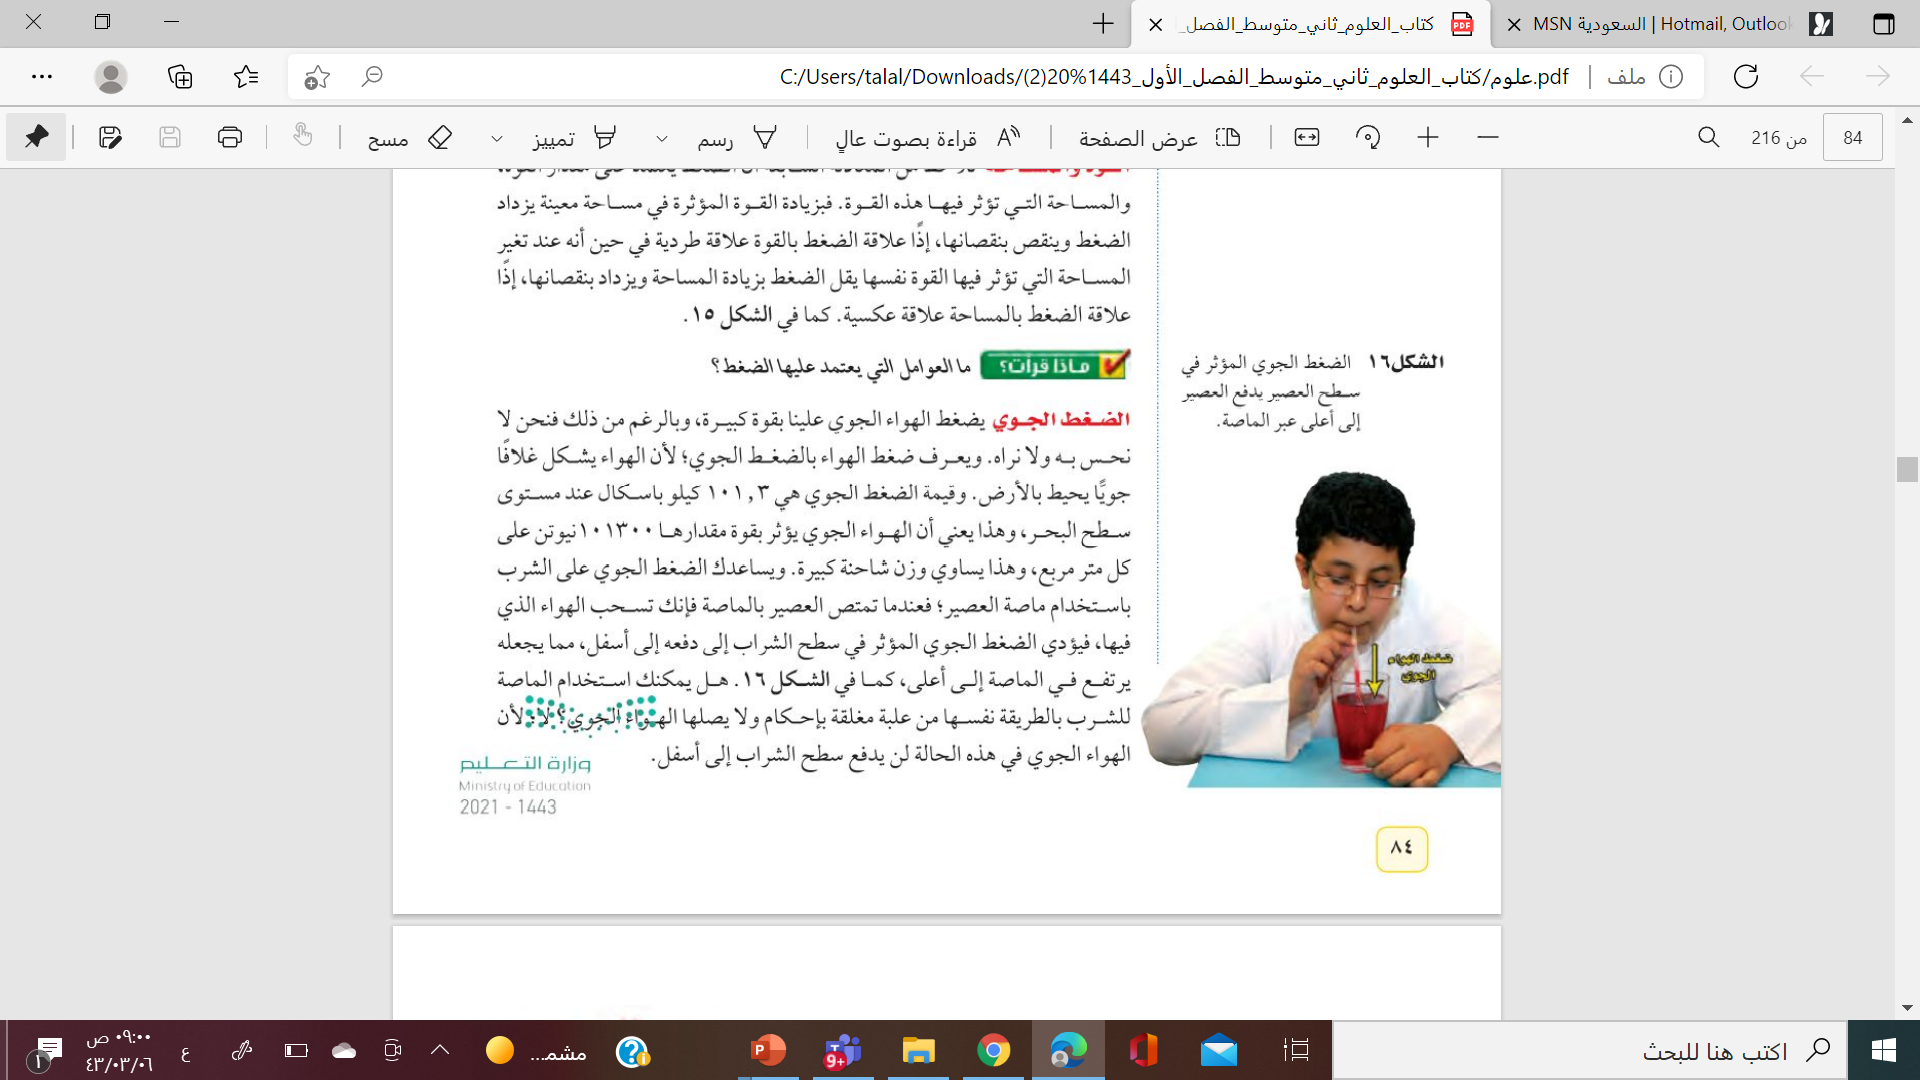 كتاب_العلوم_ثاني_متوسط_الفصل_
MSN السعودية | Hotmail, Outlook
ملف
C:/Users/talal/Downloads/علوم/كتاب_العلوم_ثاني_متوسط_الفصل_الأول_1443%20(2).pdf
84
من 216
عرض الصفحة
قراءة بصوت عالٍ
رسم
تمييز
مسح
والمساحة التي تؤثر فيها هذه القوة. فبزيادة القوة المؤثرة في مساحة معينة يزداد
الضغط وينقص بنقصانها، إذًا علاقة الضغط بالقوة علاقة طردية في حين أنه عند تغير
المساحة التي تؤثر فيها القوة نفسها يقل الضغط بزيادة المساحة ويزداد بنقصانها، إذًا
علاقة الضغط بالمساحة علاقة عكسية. كما في الشكل ١٥.
ماذا قرأت؟ ما العوامل التي يعتمد عليها الضغط؟
الضغط الجوي يضغط الهواء الجوي علينا بقوة كبيرة، وبالرغم من ذلك فنحن لا
نحس به ولا نراه. ويعرف ضغط الهواء بالضغط الجوي؛ لأن الهواء يشكل غلافًا
جويًا يحيط بالأرض. وقيمة الضغط الجوي هي ١٠١,٣ كيلو باسكال عند مستوى
سطح البحر، وهذا يعني أن الهواء الجوي يؤثر بقوة مقدارها ١٠١٣٠٠نيوتن على
كل متر مربع، وهذا يساوي وزن شاحنة كبيرة. ويساعدك الضغط الجوي على الشرب
باستخدام ماصة العصير؛ فعندما تمتص العصير بالماصة فإنك تسحب الهواء الذي
فيها، فيؤدي الضغط الجوي المؤثر في سطح الشراب إلى دفعه إلى أسفل، مما يجعله
يرتفع في الماصة إلى أعلى، كما في الشكل ١٦. هل يمكنك استخدام الماصة
للشرب بالطريقة نفسها من علبة مغلقة بإحكام ولا يصلها الهواء الجوي؟ لا؛ لأن
الهواء الجوي في هذه الحالة لن يدفع سطح الشراب إلى أسفل.
الشكل١٦ الضغط الجوي المؤثر في
سطح العصير يدفع العصير
إلى أعلى عبر الماصة.
ضغط الهواء
الجوي
وزارة التعليم
Ministry of Education
2021 - 1443
٨٤
اكتب هنا للبحث
9+
مشمـ...
ع
٠٩:٠٠ ص
٤٣/٠٣/٠٦
١